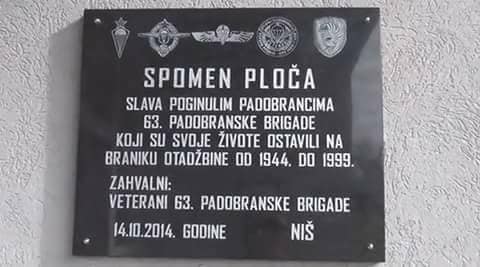 SPOMEN PLOČA
SLAVA POGINULIM PADOBRANCIMA
63. PADOBRANSKE BRIGADE
KOJI SU SVOJE ŽIVOTE OSTAVILI NA
BRANIKU OTADŽBINE OD 1944. DO 1999.
ZAHVALNI:
VETERANI 63. PADOBRANSKE BRIGADE
14.10.2014. GODINE NIŠ